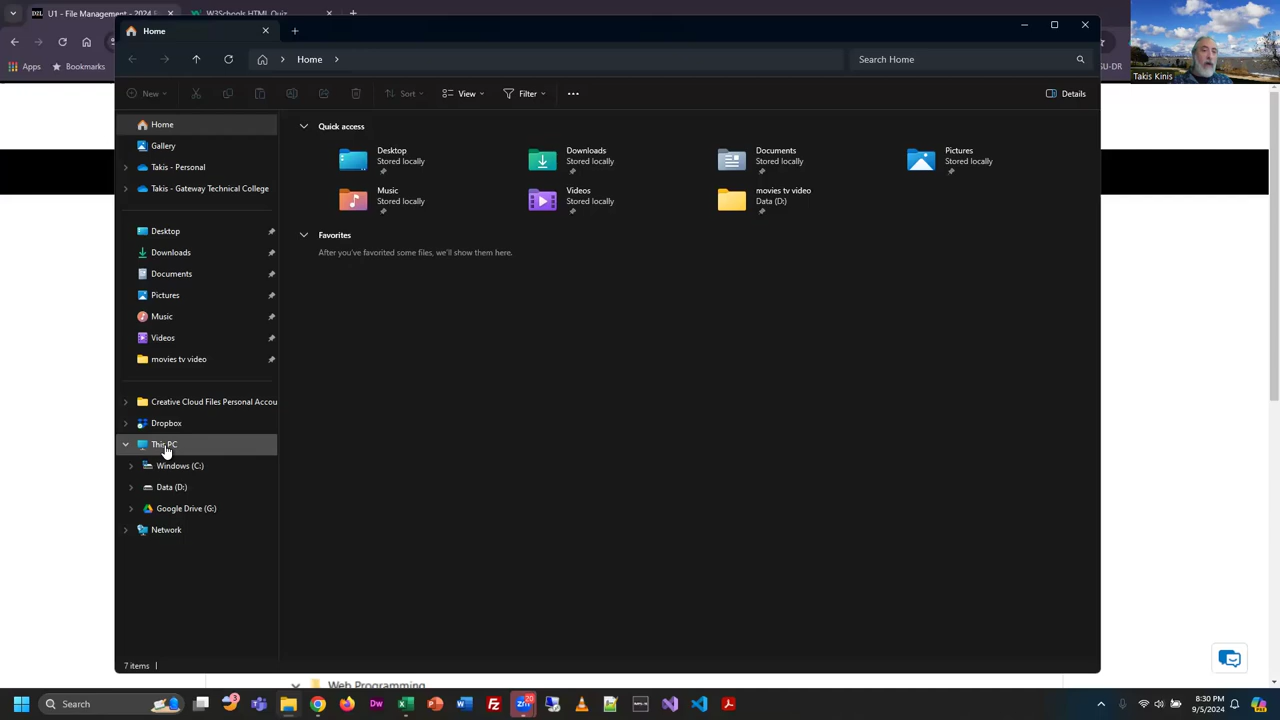 U1 - File Management - 2024
W3Schools HTML Quiz
Home
Home
Search Home
Apps
Bookmarks
New
Sort
View
Filter
Details
Takis Kinis
Home
Gallery
Takis - Personal
Takis - Gateway Technical College
Desktop
Downloads
Documents
Pictures
Music
Videos
movies tv video
Creative Cloud Files Personal Accou
Dropbox
This PC
Windows (C:)
Data (D:)
Google Drive (G:)
Network
Quick access
Desktop
Stored locally
Downloads
Stored locally
Documents
Stored locally
Pictures
Stored locally
Music
Stored locally
Videos
Stored locally
movies tv video
Data (D:)
Favorites
After you've favorited some files, we'll show them here.
7 items
Web Programming
Search
8:30 PM
9/5/2024